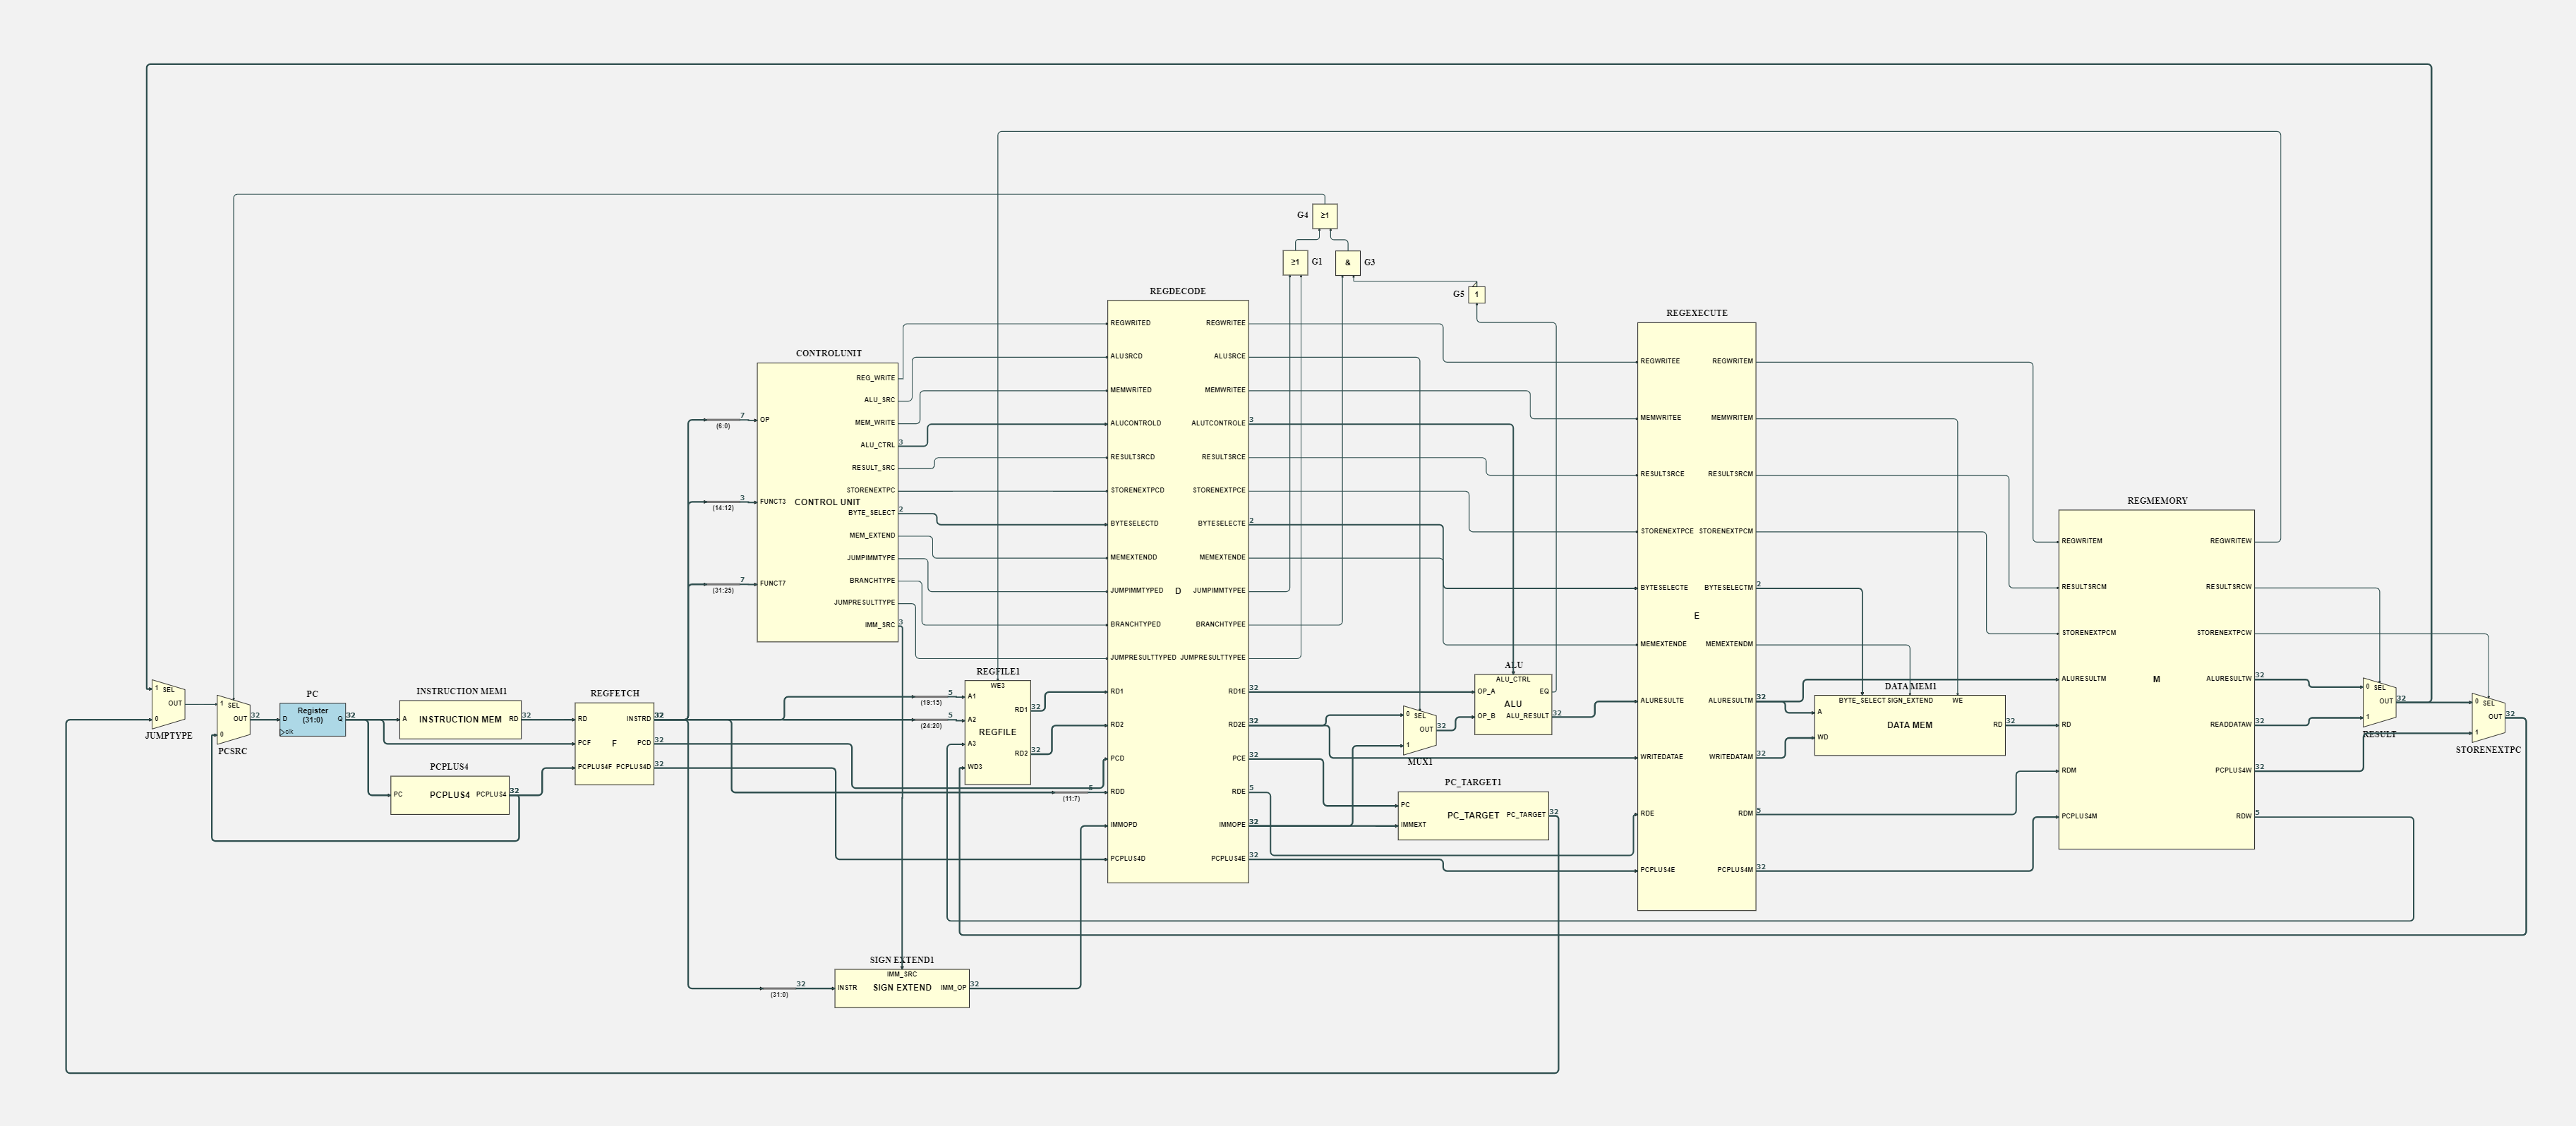 G4
≥1
≥1
G1
&
G3
G5
1
REGDECODE
REGWRITED
REGWRITEE
ALUSRCD
ALUSRCE
MEMWRITED
MEMWRITEE
ALUCONTROLD
ALUTCONTROLE
3
RESULTSRCD
RESULTSRCE
STORENEXTPCD
STORENEXTPCE
BYTESELECTD
BYTESELECTE
2
MEMEXTENDD
MEMEXTENDE
JUMPIMMTYPED
D
JUMPIMMTYPEE
BRANCHTYPED
BRANCHTYPEE
JUMPRESULTTYPED
JUMPRESULTTYPEE
RD1
RD1E
32
RD2
RD2E
32
PCD
PCE
32
5
(11:7)
RDD
RDE
5
IMMOPD
IMMOPE
32
PCPLUS4D
PCPLUS4E
32
CONTROLUNIT
REG_WRITE
ALU_SRC
7
(6:0)
OP
MEM_WRITE
ALU_CTRL
3
RESULT_SRC
STORENEXTPC
3
(14:12)
FUNCT3
CONTROL UNIT
BYTE_SELECT
2
MEM_EXTEND
JUMPIMMTYPE
7
(31:25)
FUNCT7
BRANCHTYPE
JUMPRESULTTYPE
IMM_SRC
3
1
SEL
OUT
0
JUMPTYPE
1
SEL
OUT
32
0
PCSRC
PC
Register
(31:0)
D
Q
32
clk
INSTRUCTION MEM1
A
INSTRUCTION MEM
RD
32
PCPLUS4
PC
PCPLUS4
PCPLUS4
32
REGFETCH
RD
INSTRD
32
PCF
F
PCD
32
PCPLUS4F
PCPLUS4D
32
REGFILE1
WE3
5
(19:15)
A1
RD1
32
5
(24:20)
A2
REGFILE
A3
RD2
32
WD3
SIGN EXTEND1
IMM_SRC
32
(31:0)
INSTR
SIGN EXTEND
IMM_OP
32
0
SEL
OUT
32
1
MUX1
ALU
ALU_CTRL
OP_A
EQ
ALU
OP_B
ALU_RESULT
32
PC_TARGET1
PC
PC_TARGET
PC_TARGET
32
IMMEXT
REGEXECUTE
REGWRITEE
REGWRITEM
MEMWRITEE
MEMWRITEM
RESULTSRCE
RESULTSRCM
STORENEXTPCE
STORENEXTPCM
BYTESELECTE
BYTESELECTM
2
E
MEMEXTENDE
MEMEXTENDM
ALURESULTE
ALURESULTM
32
WRITEDATAE
WRITEDATAM
32
RDE
RDM
5
PCPLUS4E
PCPLUS4M
32
DATA MEM1
BYTE_SELECT
SIGN_EXTEND
WE
A
DATA MEM
RD
32
WD
REGMEMORY
REGWRITEM
REGWRITEW
RESULTSRCM
RESULTSRCW
STORENEXTPCM
STORENEXTPCW
ALURESULTM
M
ALURESULTW
32
RD
READDATAW
32
RDM
PCPLUS4W
32
PCPLUS4M
RDW
5
0
SEL
OUT
32
1
RESULT
0
SEL
OUT
32
1
STORENEXTPC